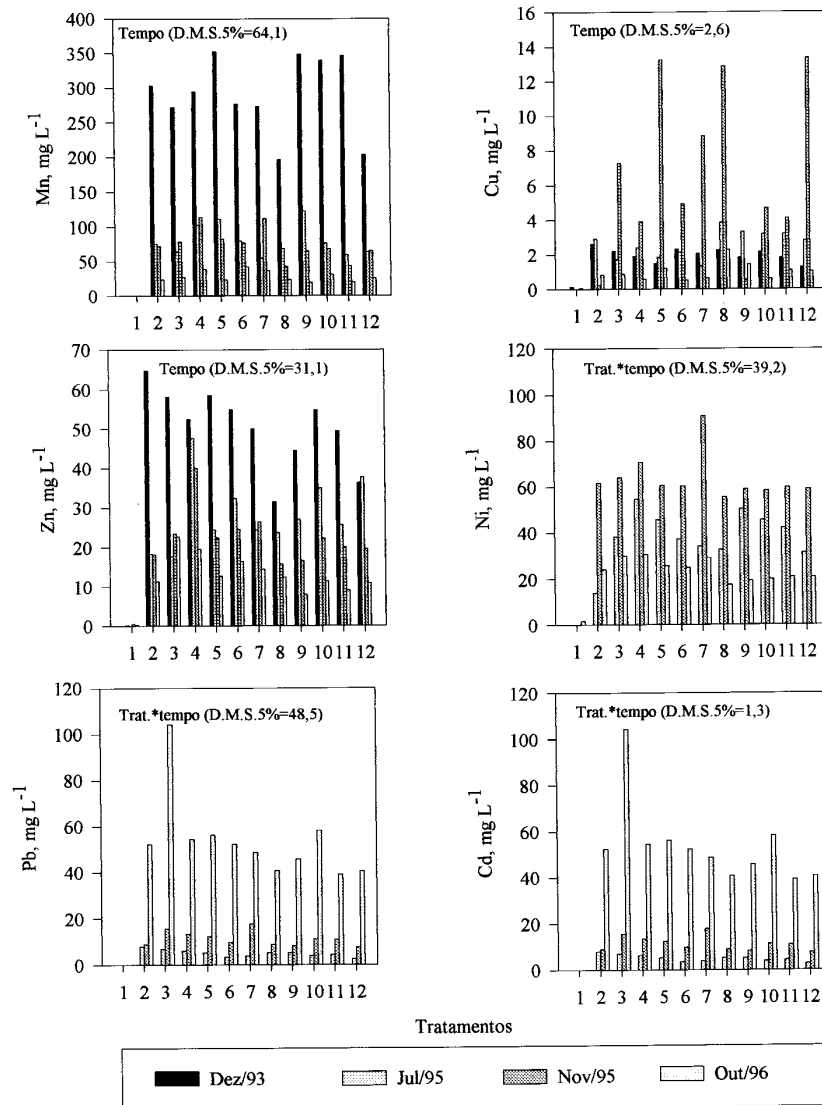 Tempo (D.M.S.5%=64,1)
Mn, mg L-1
400
350
300
250
200
150
100
50
0
1 2 3 4 5 6 7 8 9 10 11 12
Tempo (D.M.S.5%=2,6)
Cu, mg L-1
16
14
12
10
8
6
4
2
0
1 2 3 4 5 6 7 8 9 10 11 12
Tempo (D.M.S.5%=31,1)
Zn, mg L-1
70
60
50
40
30
20
10
0
1 2 3 4 5 6 7 8 9 10 11 12
Trat.*tempo (D.M.S.5%=39,2)
Ni, mg L-1
120
100
80
60
40
20
0
1 2 3 4 5 6 7 8 9 10 11 12
Trat.*tempo (D.M.S.5%=48,5)
Pb, mg L-1
120
100
80
60
40
20
0
1 2 3 4 5 6 7 8 9 10 11 12
Trat.*tempo (D.M.S.5%=1,3)
Cd, mg L-1
120
100
80
60
40
20
0
1 2 3 4 5 6 7 8 9 10 11 12
Tratamentos
Dez/93 Jul/95 Nov/95 Out/96